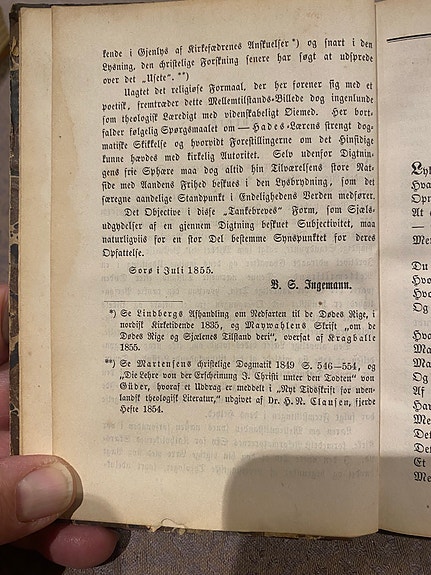 kende i Gjenlys af Kirkefædrenes Anskuelser*) og snart i den
Lysning, den christelige Forskning senere har søgt at udsprede
over det „Usete“.**)
Uagtet det religiøse Formaal, der her forener sig med et
poetisk, fremtræder dette Mellemtilstands-Billede dog ingenlunde
som theologisk Læredigt med videnskabeligt Øiemed. Her bort-
falder følgelig Spørgsmaalet om — Hades-Lærens strengt dog-
matiske Skikkelse og hvorvidt Forestillingerne om det Hinsidige
kunne hævdes med kirkelig Autoritet. Selv udenfor Digtnin-
gens frie Sphære maa dog altid hin Tilværelsens store Nat-
side med Aandens Frihed beskues i den Lysbrydning, som det
særegne aandelige Standpunkt i Endelighedens Verden medfører.
Det Objective i disse „Tankebreves“ Form, som Sjæls-
udgydelser af en gjennem Digtning beskuet Subjectivitet, maa
naturligviis for en stor Del bestemme Synspunktet for deres
Opfattelse.
Sorø i Juli 1855.
B. S. Ingemann.
*) Se Lindbergs Afhandling om Nedfarten til de Dødes Rige, i
nordisk Kirketidende 1835, og Maywahlens Skrift „om de
Dødes Rige og Sjælenes Tilstand deri“, oversat af Kragballe
1855.
**) Se Martensens christelige Dogmatik 1849 S. 546—554, og
„Die Lehre von der Erscheinung J. Christi unter den Todten“ von
Güder, hvoraf et Uddrag er meddelt i „Nyt Tidsskrift for uden-
landsk theologisk Literatur,“ udgivet af Dr. H. N. Clausen, fjerde
Hefte 1854.